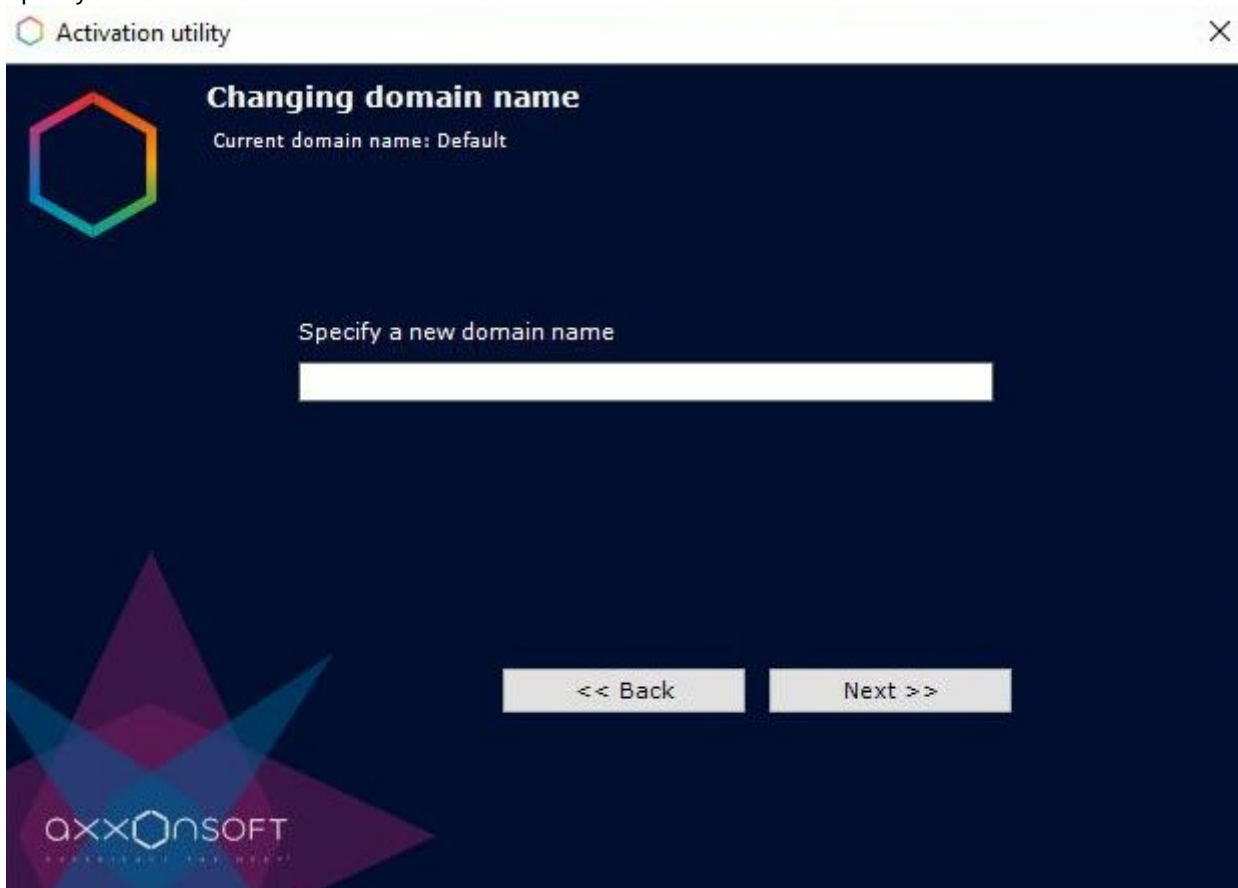 Activation utility
Changing domain name
Current domain name: Default
Specify a new domain name
<< Back
Next >>
axxonsoft